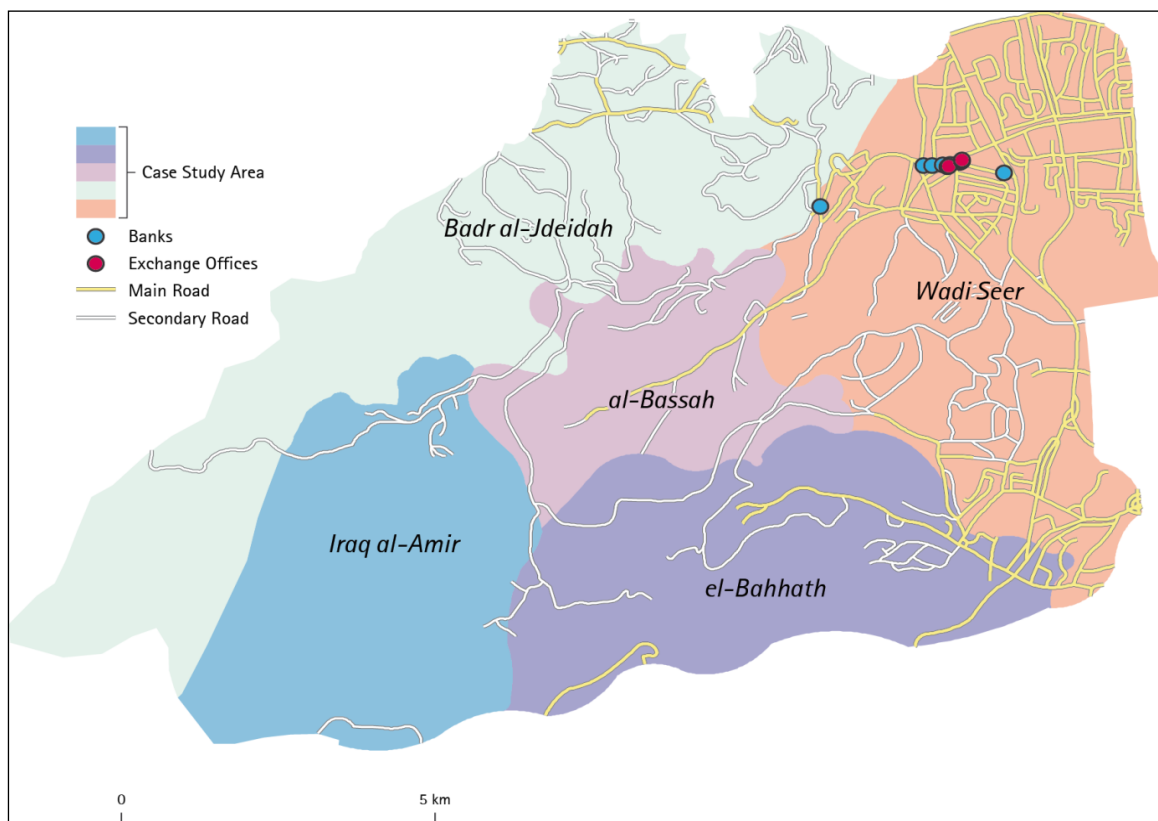 Case Study Area
Banks
Exchange Offices
Main Road
Secondary Road
Badr al-Jdeidah
Wadi Seer
al-Bassah
Iraq al-Amir
el-Bahhath
0
5 km